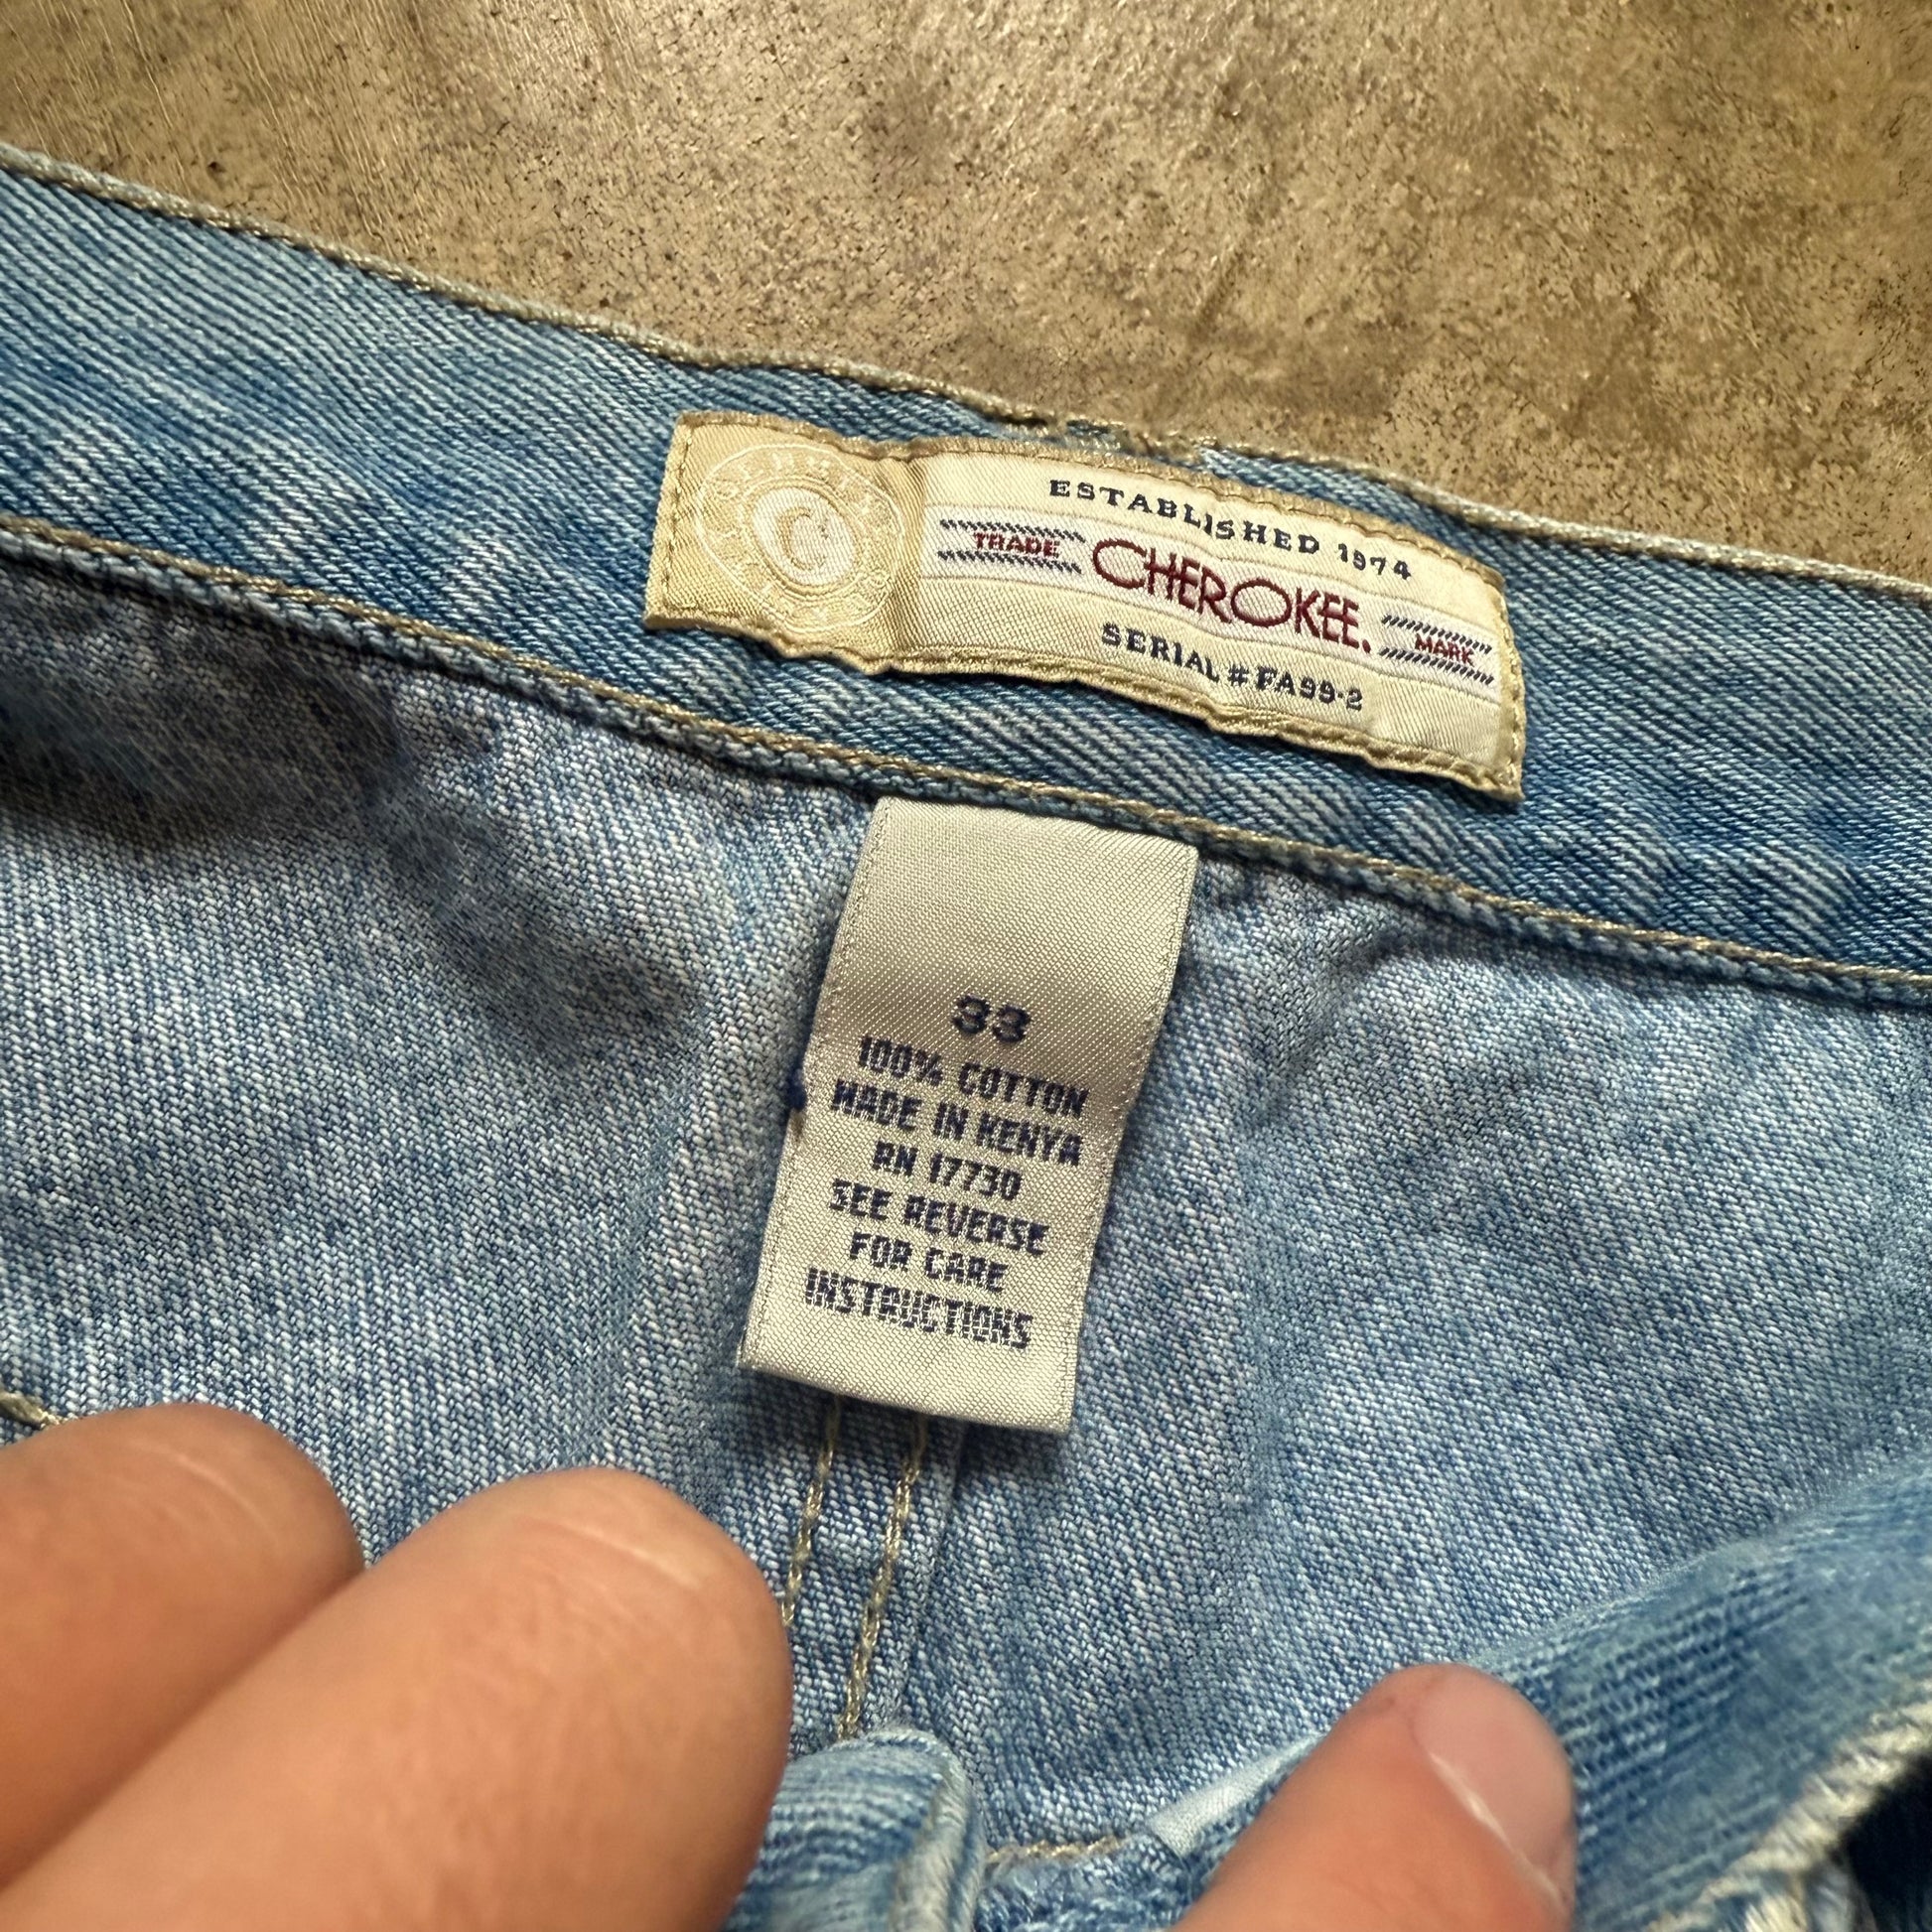 C
ESTABLISHED 1974
TRADE CHEROKEE. MARK
SERIAL #FA99-2
33
100% COTTON
MADE IN KENYA
RN 17730
SEE REVERSE
FOR CARE
INSTRUCTIONS